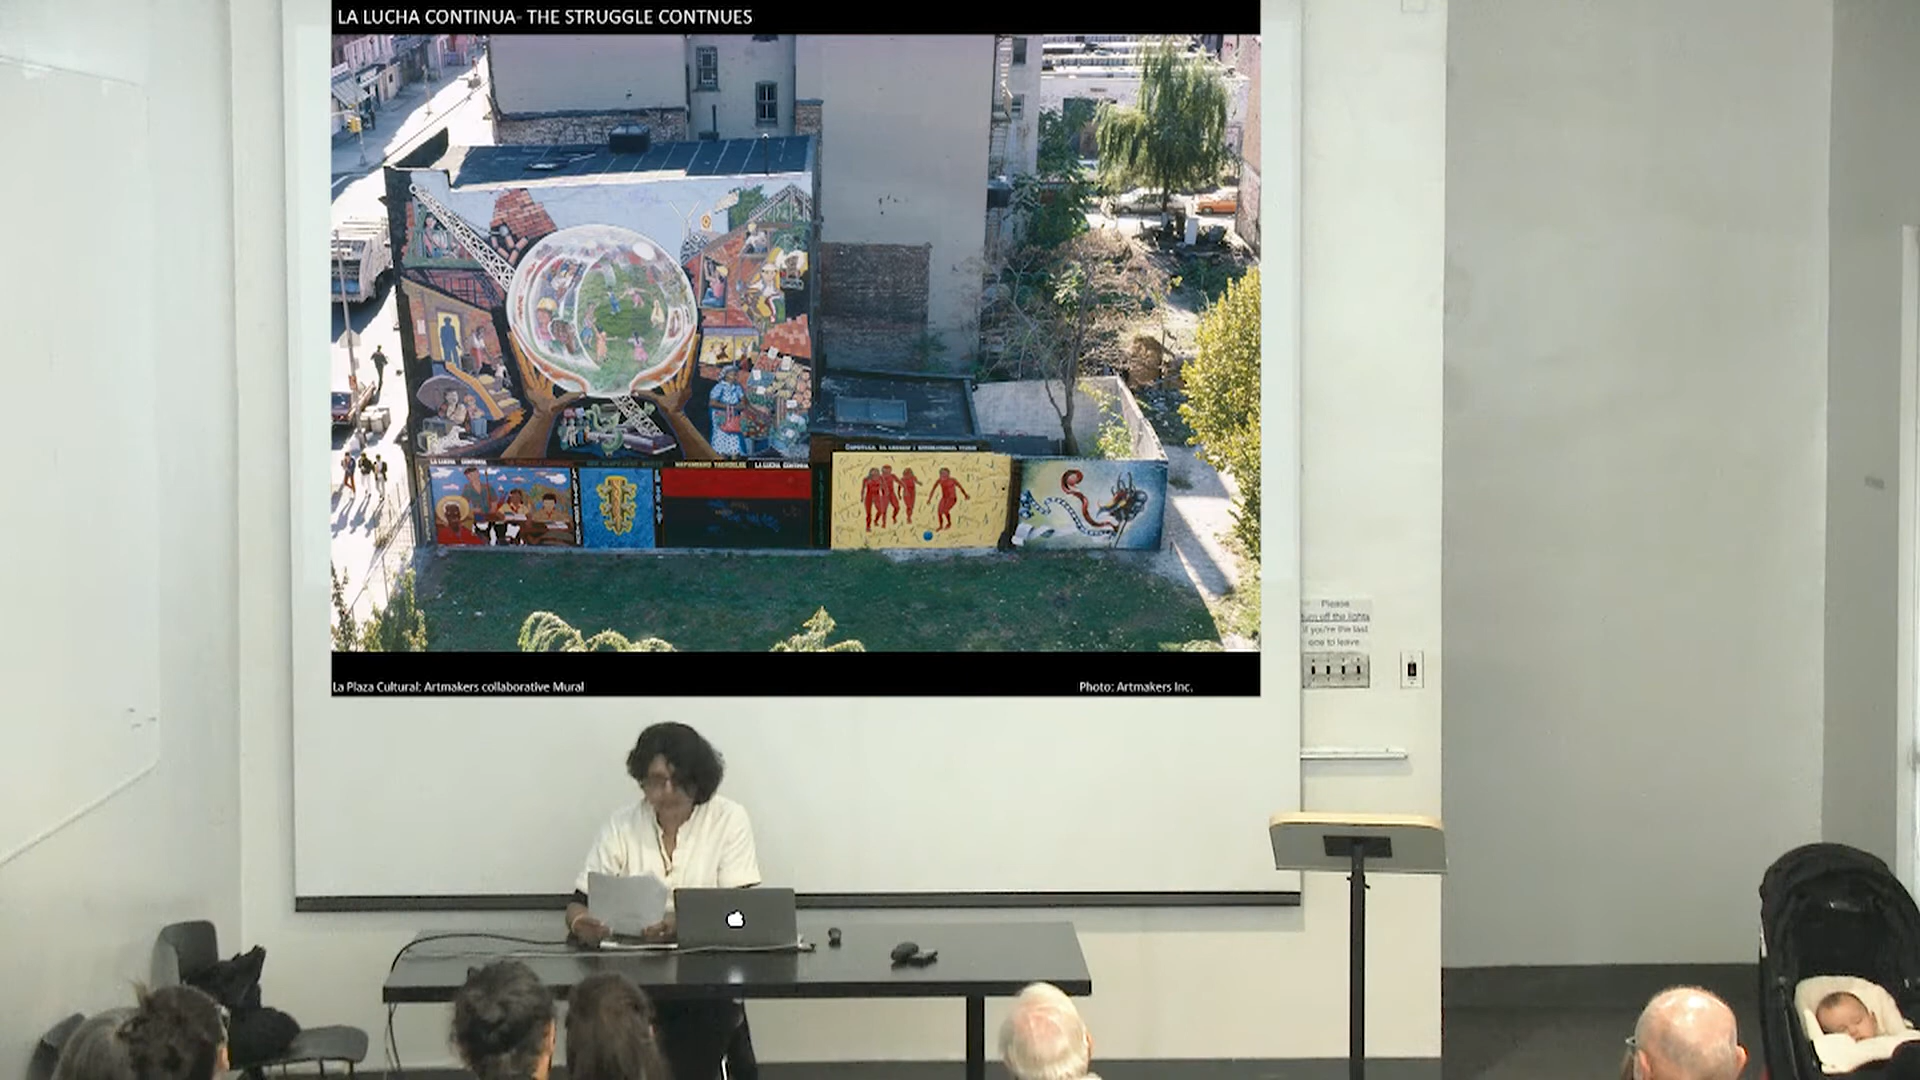 LA LUCHA CONTINUA- THE STRUGGLE CONTNUES
LA LUCHA CONTINUA
LA LUCHA CONTINUA
La Plaza Cultural: Artmakers collaborative Mural
Photo: Artmakers Inc.
Please
turn off the lights
if you're the last
one to leave